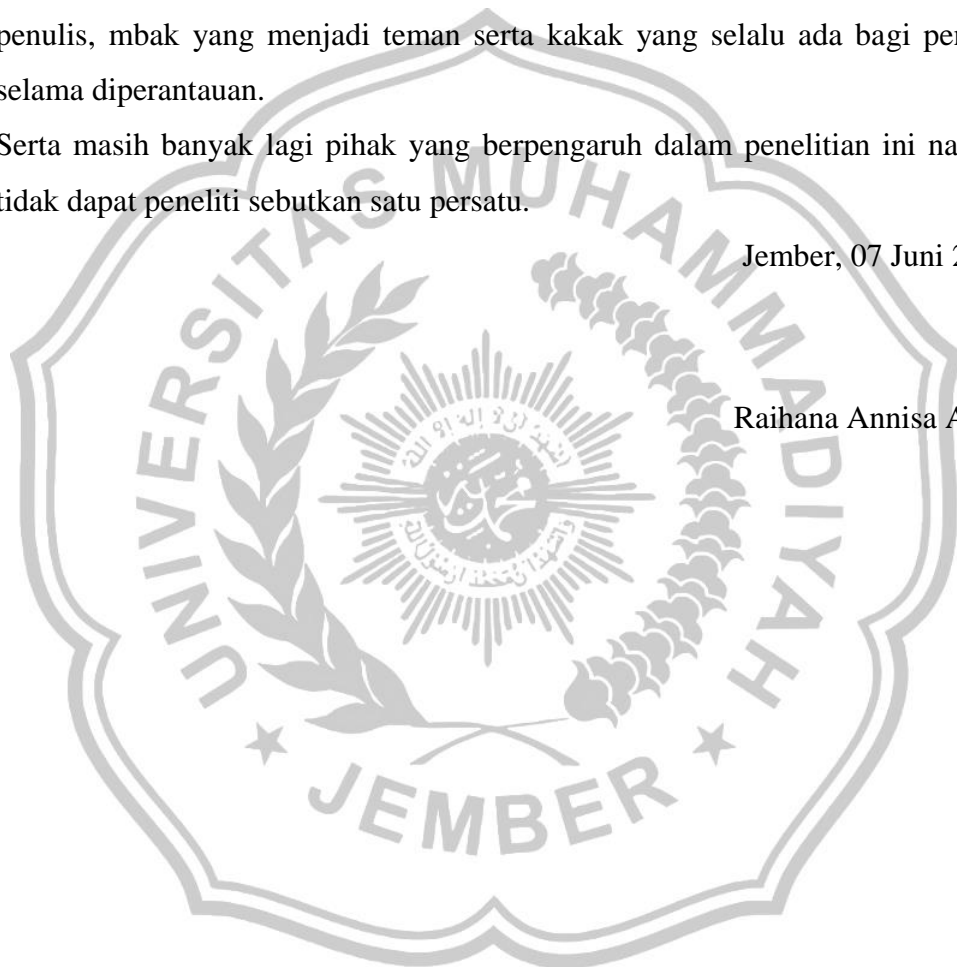 penulis, mbak yang menjadi teman serta kakak yang selalu ada bagi per
selama diperantauan.
Serta masih banyak lagi pihak yang berpengaruh dalam penelitian ini na
tidak dapat peneliti sebutkan satu persatu.
Jember, 07 Juni
Raihana Annisa A
UNIVERSITAS MUHAMMADIYAH
JEMBER